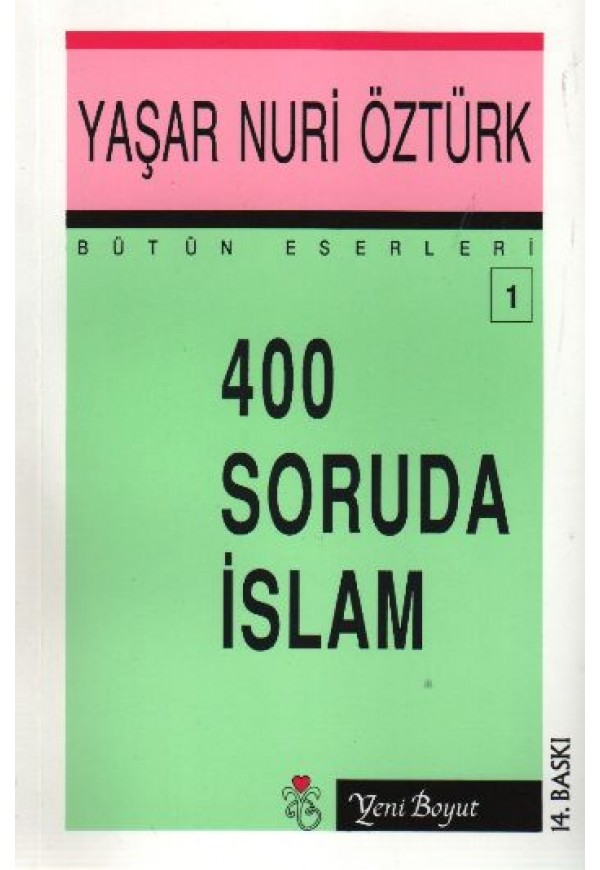 YAŞAR NURİ ÖZTÜRK
BÜTÜN ESERLERİ
1
400
SORUDA
İSLAM
Yeni Boyut
14. BASKI